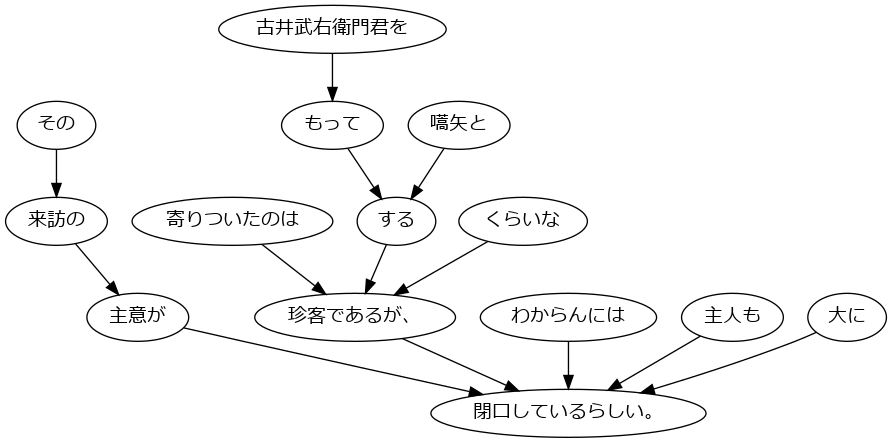 古井武右衛門君を
その
もって
嚆矢と
来訪の
寄りついたのは
する
くらいな
主意が
珍客であるが、
わからんには
主人も
大に
閉口しているらしい。